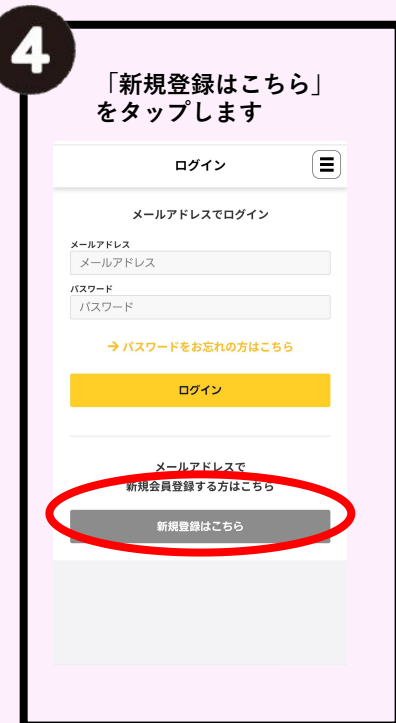 4
「新規登録はこちら」
をタップします
ログイン
メールアドレスでログイン
メールアドレス
メールアドレス
パスワード
パスワード
→ パスワードをお忘れの方はこちら
ログイン
メールアドレスで
新規会員登録する方はこちら
新規登録はこちら